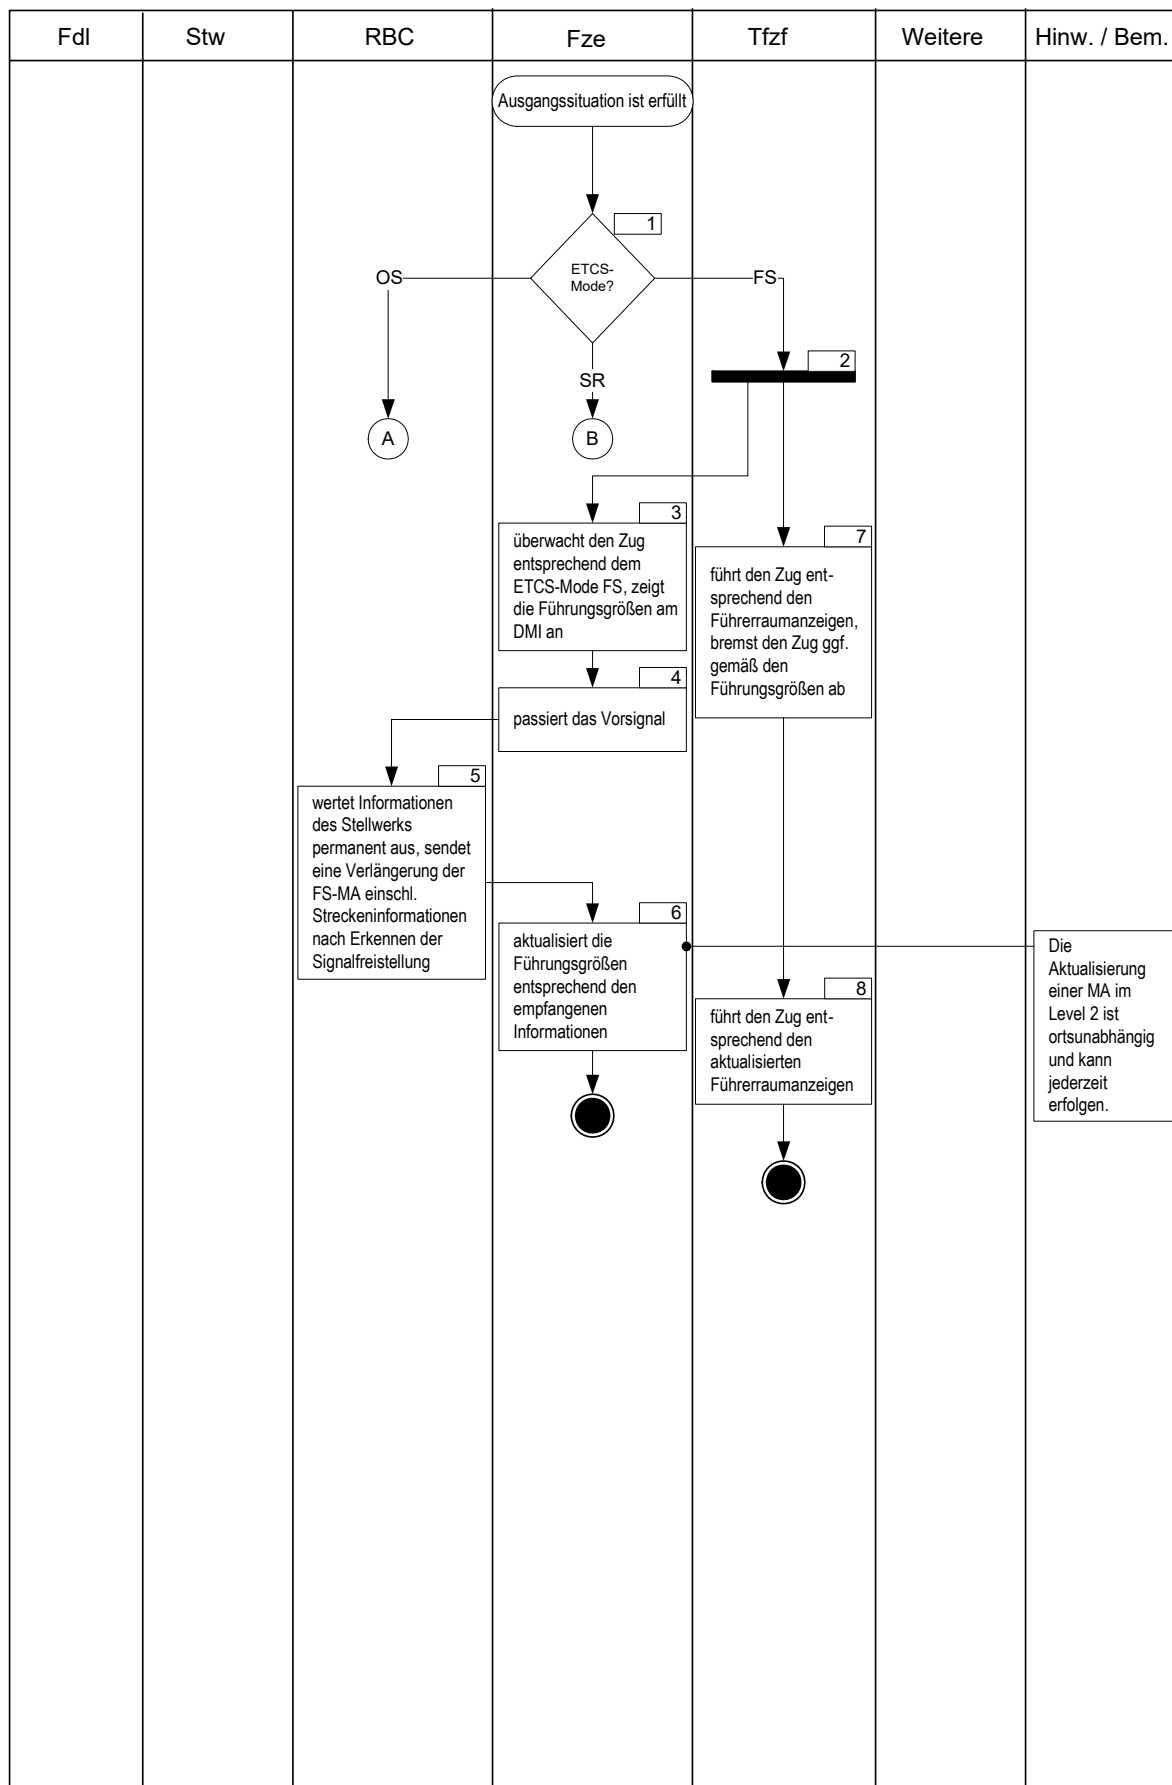 Fdl
Stw
RBC
Fze
Tfzf
Weitere
Hinw. / Bem.
Ausgangssituation ist erfüllt
1
ETCS-
Mode?
OS
FS
SR
2
A
B
3
überwacht den Zug
entsprechend dem
ETCS-Mode FS, zeigt
die Führungsgrößen am
DMI an
7
führt den Zug ent-
sprechend den
Führerraumanzeigen,
bremst den Zug ggf.
gemäß den
Führungsgrößen ab
4
passiert das Vorsignal
5
wertet Informationen
des Stellwerks
permanent aus, sendet
eine Verlängerung der
FS-MA einschl.
Streckeninformationen
nach Erkennen der
Signalfreistellung
6
aktualisiert die
Führungsgrößen
entsprechend den
empfangenen
Informationen
Die
Aktualisierung
einer MA im
Level 2 ist
ortsunabhängig
und kann
jederzeit
erfolgen.
8
führt den Zug ent-
sprechend den
aktualisierten
Führerraumanzeigen